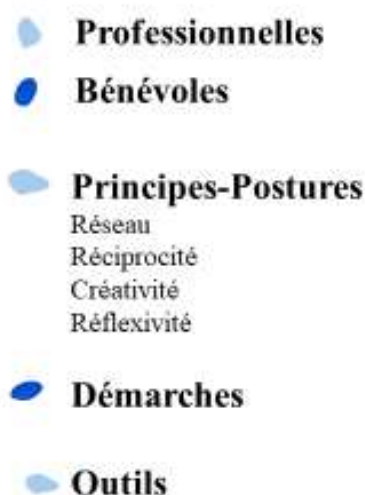 Professionnelles
Bénévoles
Principes-Postures
Réseau
Réciprocité
Créativité
Réflexivité
Démarches
Outils